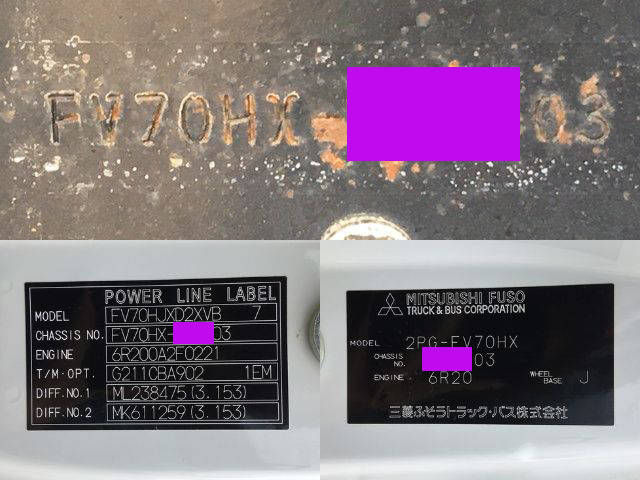 FV70HX- 03
POWER LINE LABEL
MODEL FV70HJXD2XVB 7
CHASSIS NO. FV70HX- 03
ENGINE 6R200A2F0221
T/M·OPT. G211CBA902 1EM
DIFF.NO.1 ML238475(3.153)
DIFF.NO.2 MK611259(3.153)
MITSUBISHI FUSO
TRUCK & BUS CORPORATION
MODEL 2PG-FV70HX
CHASSIS NO. 03
ENGINE 6R20 WHEEL BASE J
三菱ふそうトラック・バス株式会社